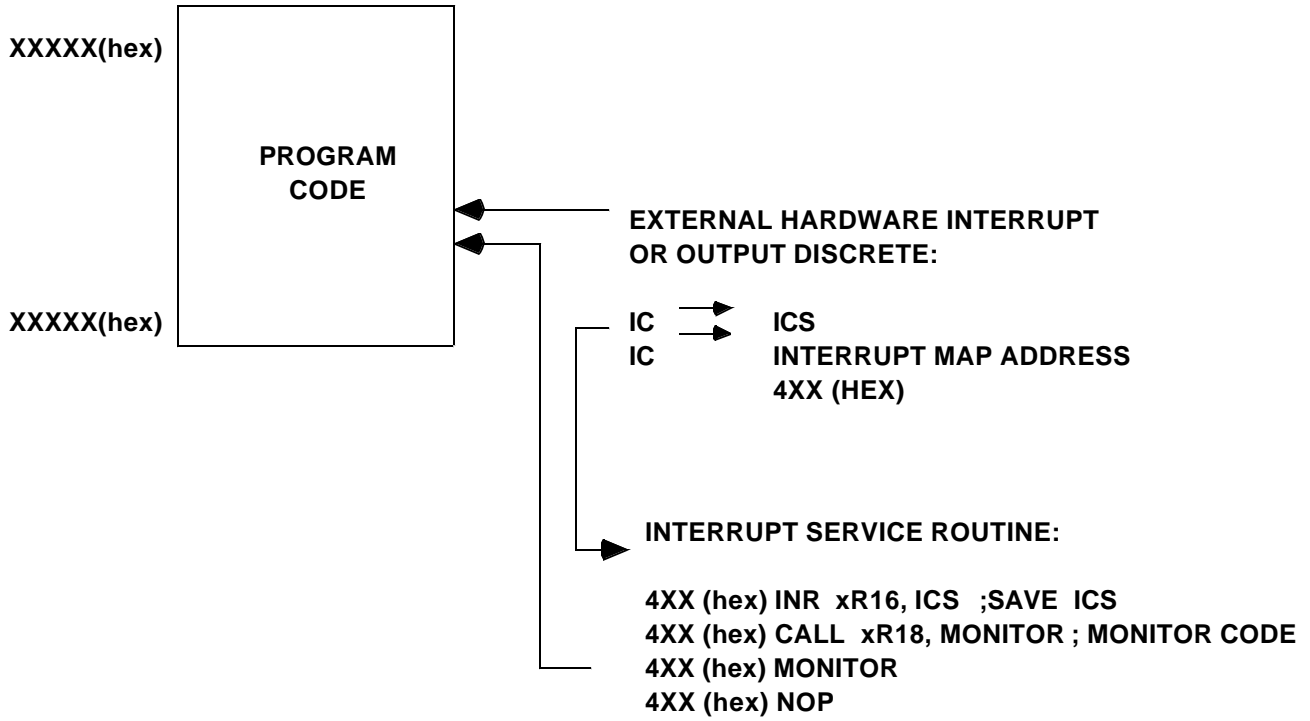 XXXXX(hex)
PROGRAM
CODE
EXTERNAL HARDWARE INTERRUPT
OR OUTPUT DISCRETE:
XXXXX(hex)
IC ICS
IC INTERRUPT MAP ADDRESS
4XX (HEX)
INTERRUPT SERVICE ROUTINE:
4XX (hex) INR xR16, ICS ;SAVE ICS
4XX (hex) CALL xR18, MONITOR ; MONITOR CODE
4XX (hex) MONITOR
4XX (hex) NOP